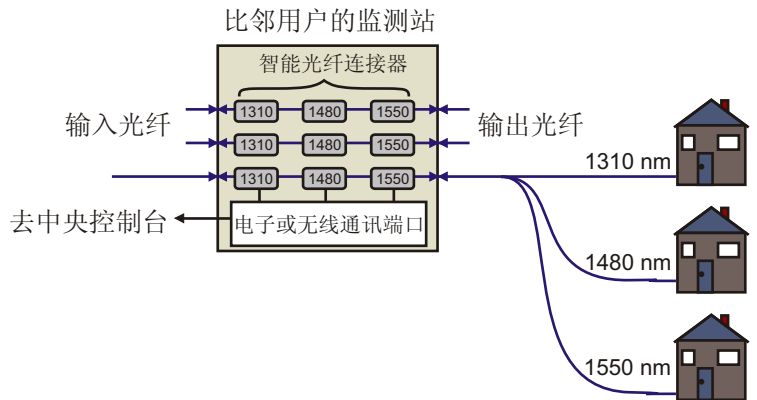 比邻用户的监测站
智能光纤连接器
1310 1480 1550
输入光纤
输出光纤
1310 1480 1550
1310 nm
1310 1480 1550
去中央控制台
电子或无线通讯端口
1480 nm
1550 nm